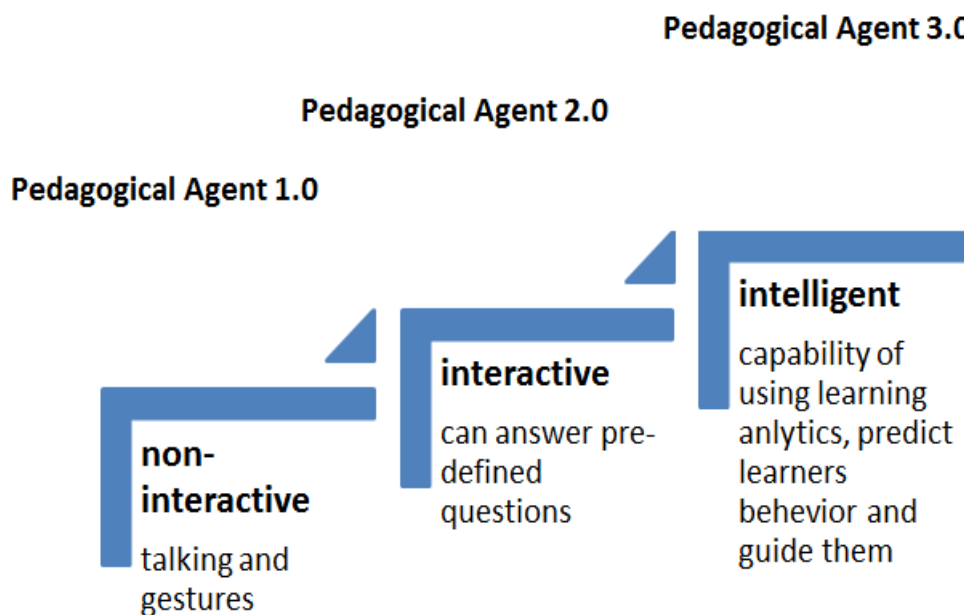 Pedagogical Agent 3.0
Pedagogical Agent 2.0
Pedagogical Agent 1.0
non-
interactive
talking and
gestures
interactive
can answer pre-
defined
questions
intelligent
capability of
using learning
anlytics, predict
learners
behevior and
guide them